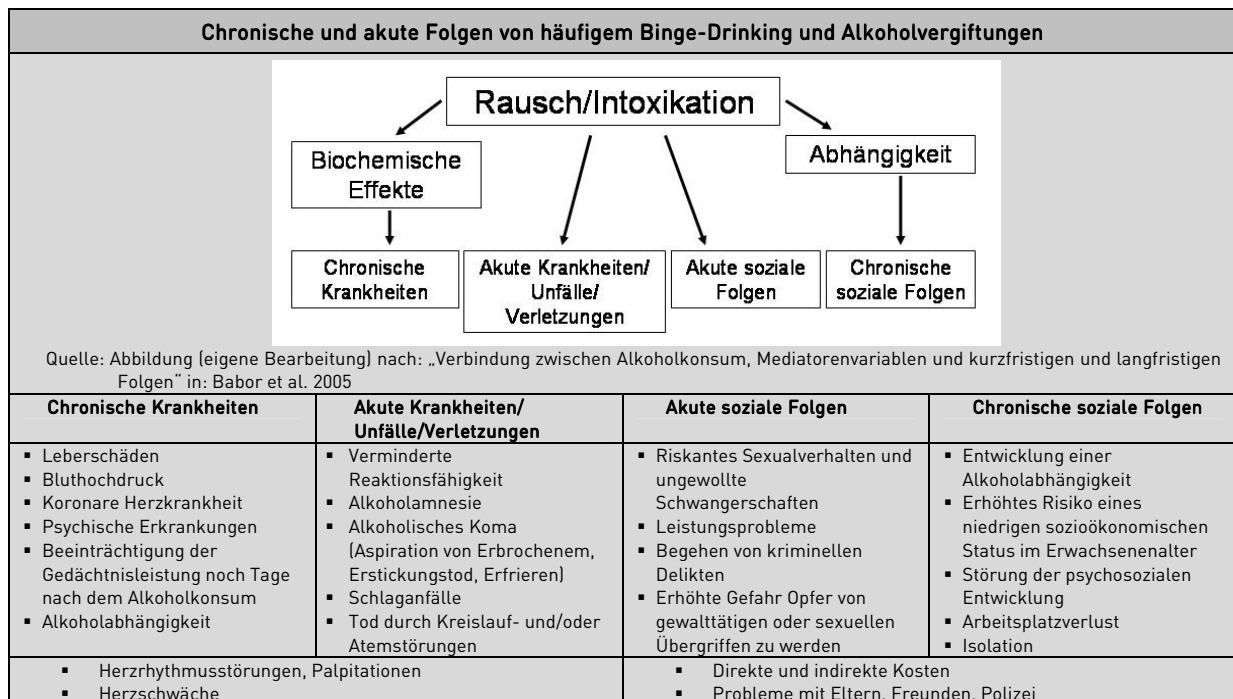 Chronische und akute Folgen von häufigem Binge-Drinking und Alkoholvergiftungen
Rausch/Intoxikation
Biochemische
Effekte
Abhängigkeit
Chronische
Krankheiten
Akute Krankheiten/
Unfälle/
Verletzungen
Akute soziale
Folgen
Chronische
soziale Folgen
Quelle: Abbildung (eigene Bearbeitung) nach: „Verbindung zwischen Alkoholkonsum, Mediatorenvariablen und kurzfristigen und langfristigen
Folgen“ in: Babor et al. 2005
Chronische Krankheiten
▪ Leberschäden
▪ Bluthochdruck
▪ Koronare Herzkrankheit
▪ Psychische Erkrankungen
▪ Beeinträchtigung der
Gedächtnisleistung noch Tage
nach dem Alkoholkonsum
▪ Alkoholabhängigkeit
Akute Krankheiten/
Unfälle/Verletzungen
▪ Verminderte
Reaktionsfähigkeit
▪ Alkoholamnesie
▪ Alkoholisches Koma
(Aspiration von Erbrochenem,
Erstickungstod, Erfrieren)
▪ Schlaganfälle
▪ Tod durch Kreislauf- und/oder
Atemstörungen
Akute soziale Folgen
▪ Riskantes Sexualverhalten und
ungewollte
Schwangerschaften
▪ Leistungsprobleme
▪ Begehen von kriminellen
Delikten
▪ Erhöhte Gefahr Opfer von
gewalttätigen oder sexuellen
Übergriffen zu werden
Chronische soziale Folgen
▪ Entwicklung einer
Alkoholabhängigkeit
▪ Erhöhtes Risiko eines
niedrigen sozioökonomischen
Status im Erwachsenenalter
▪ Störung der psychosozialen
Entwicklung
▪ Arbeitsplatzverlust
▪ Isolation
▪ Herzrhythmusstörungen, Palpitationen
▪ Herzschwäche
▪ Direkte und indirekte Kosten
▪ Probleme mit Eltern, Freunden, Polizei